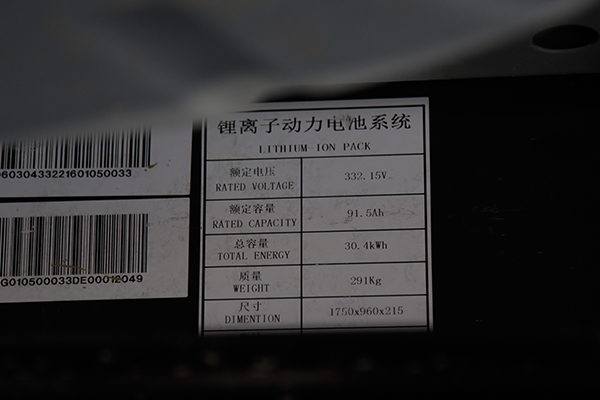 锂离子动力电池系统
LITHIUM-ION PACK
额定电压
RATED VOLTAGE
332.15V
额定容量
RATED CAPACITY
91.5Ah
总容量
TOTAL ENERGY
30.4kWh
质量
WEIGHT
291Kg
尺寸
DIMENTION
1750x960x215
06030433221601050033
G010500033DE00012049